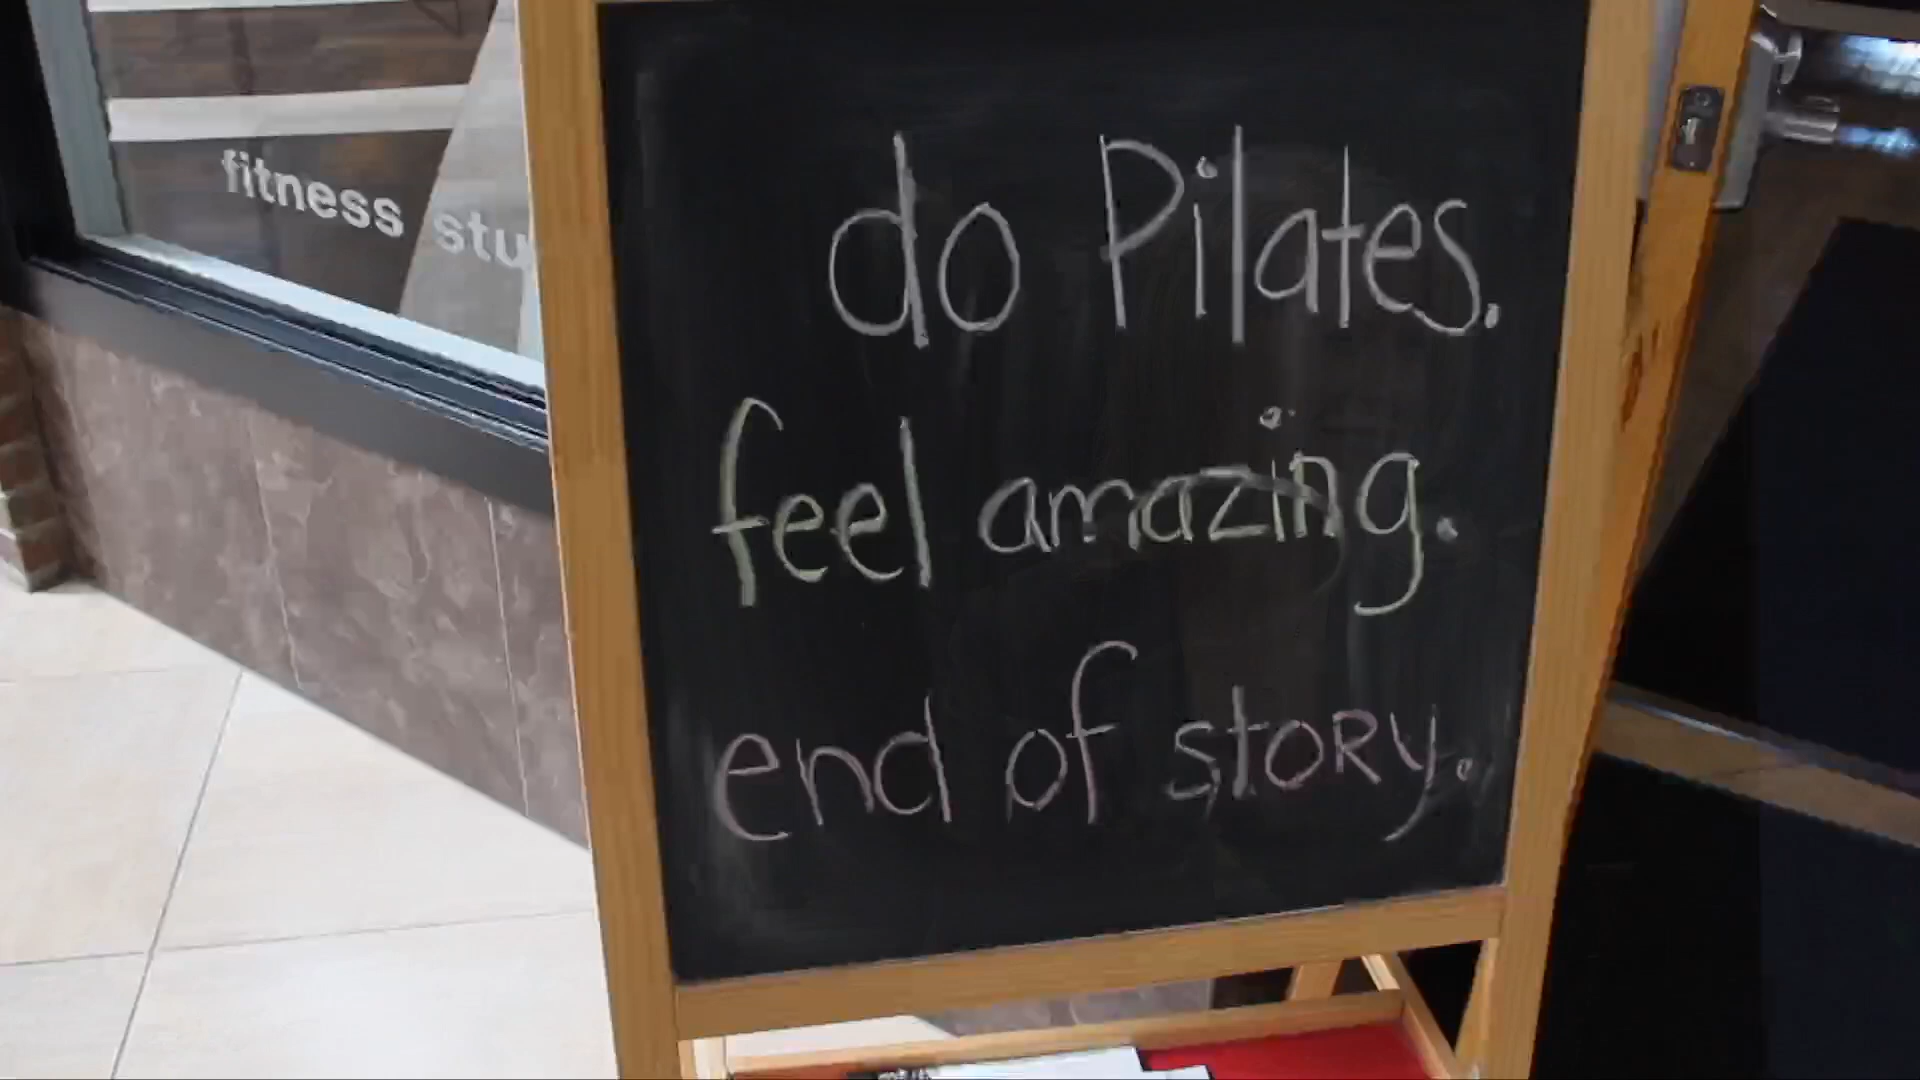 fitness stu
do Pilates.
feel amazing.
end of stoRy.